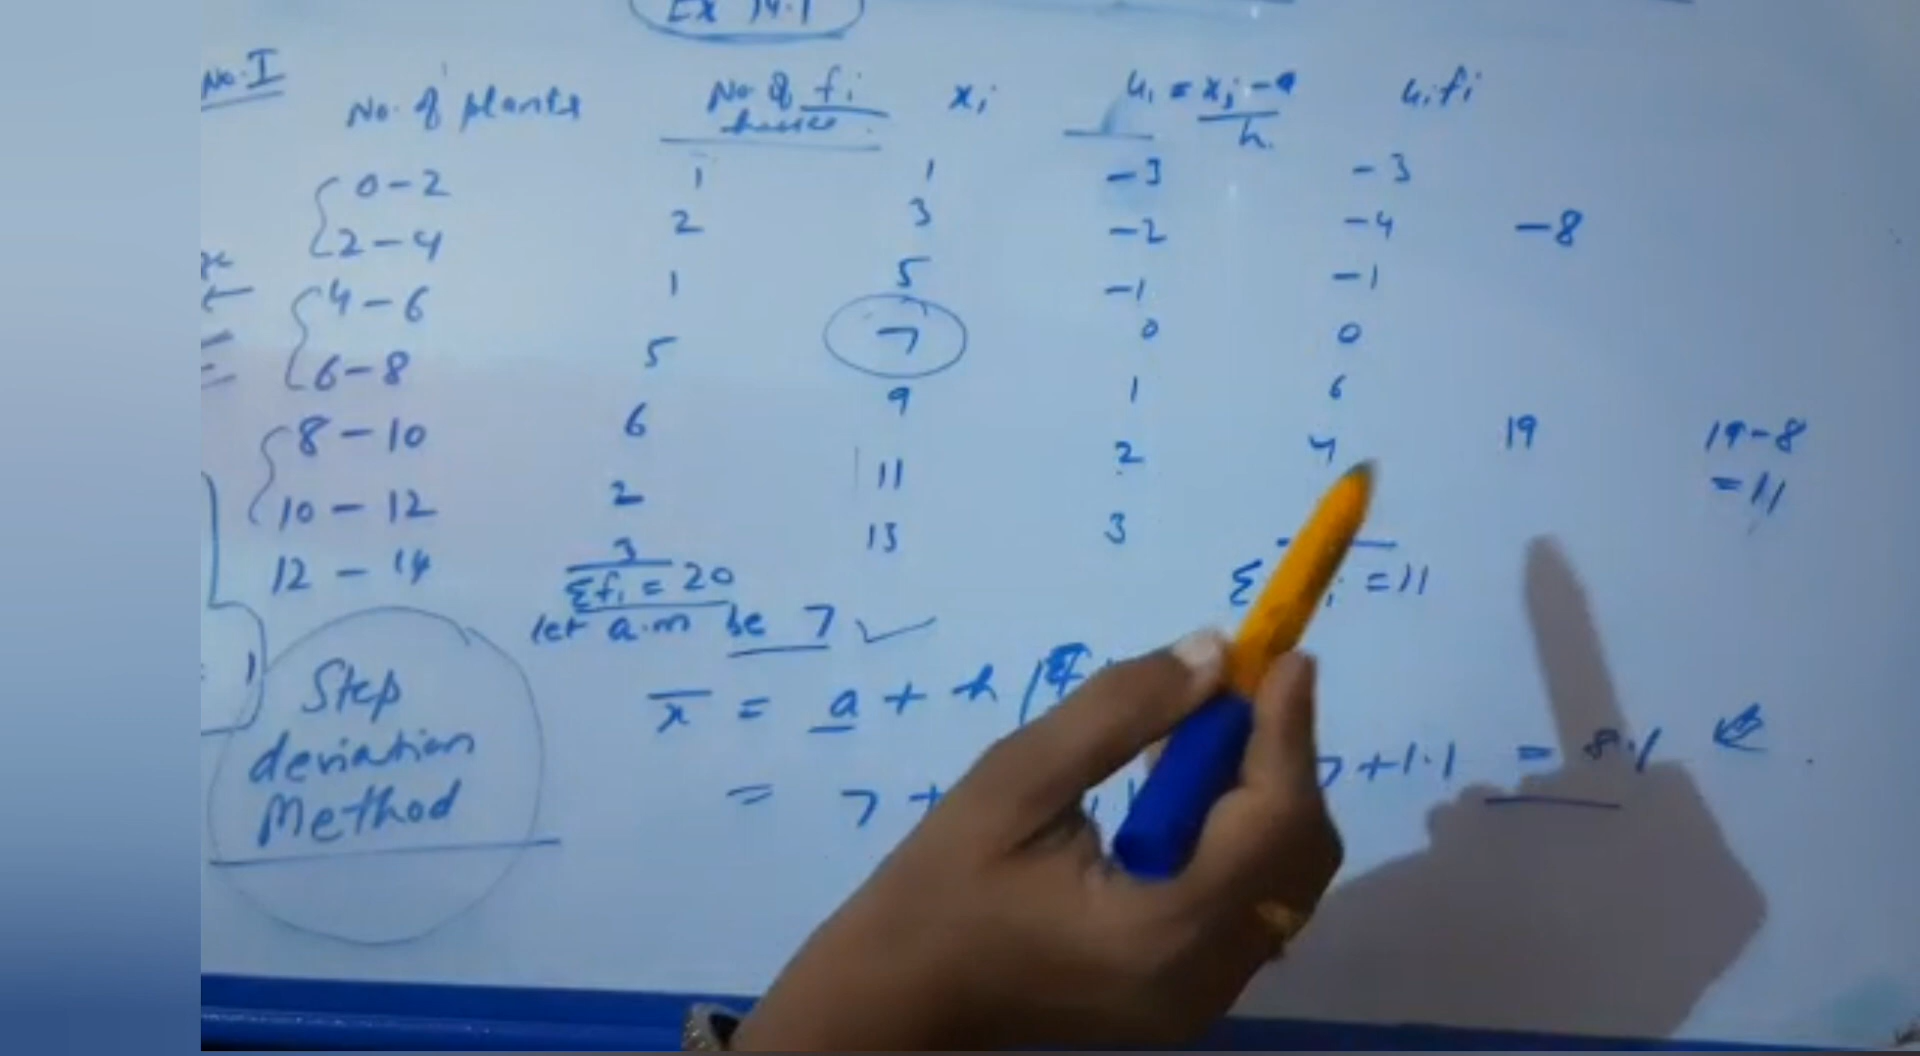 Ex 14.1
No. I
No. of plants No. of fi xi ui = xi - a uifi
h.
0-2 1 1 -3 -3
2-4 2 3 -2 -4 -8
4-6 1 5 -1 -1
6-8 5 7 0 0
8-10 6 9 1 6
10-12 2 11 2 4 19 19-8
=11
12-14 3 13 3
Σfi = 20 Σ i =11
let a.m be 7 ✓
Step
deviation
Method
x̄ = a + h (
= 7 + 7+1.1 = 8.1